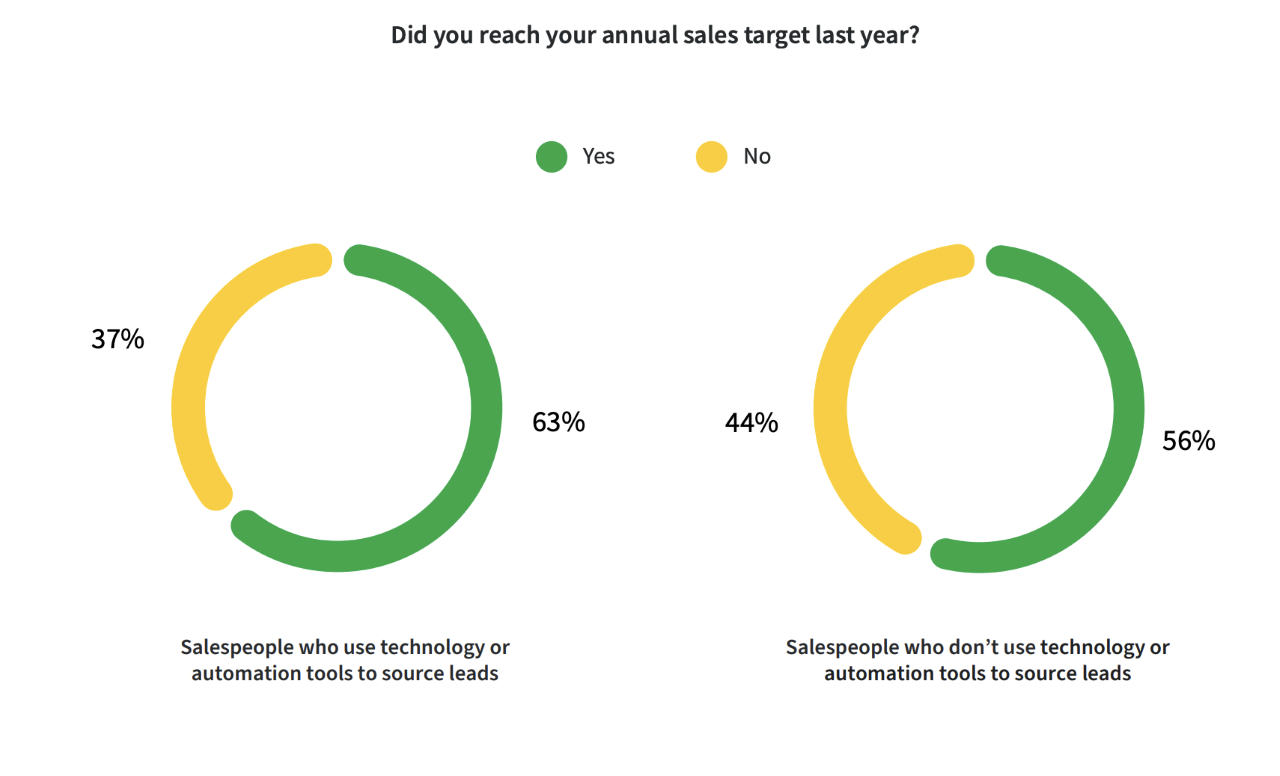 Did you reach your annual sales target last year?
Yes
No
37%
63%
44%
56%
Salespeople who use technology or
automation tools to source leads
Salespeople who don’t use technology or
automation tools to source leads